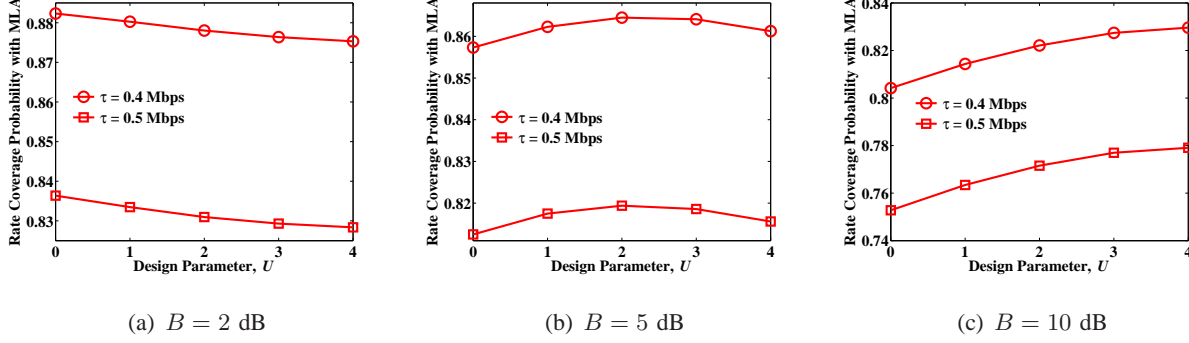 Rate Coverage Probability with MLA
0.88
0.87
0.86
0.85
0.84
0.83
τ = 0.4 Mbps
τ = 0.5 Mbps
0 1 2 3 4
Design Parameter, U
(a) B = 2 dB
Rate Coverage Probability with MLA
0.86
0.85
0.84
0.83
0.82
τ = 0.4 Mbps
τ = 0.5 Mbps
0 1 2 3 4
Design Parameter, U
(b) B = 5 dB
Rate Coverage Probability with MLA
0.84
0.82
0.8
0.78
0.76
0.74
τ = 0.4 Mbps
τ = 0.5 Mbps
0 1 2 3 4
Design Parameter, U
(c) B = 10 dB